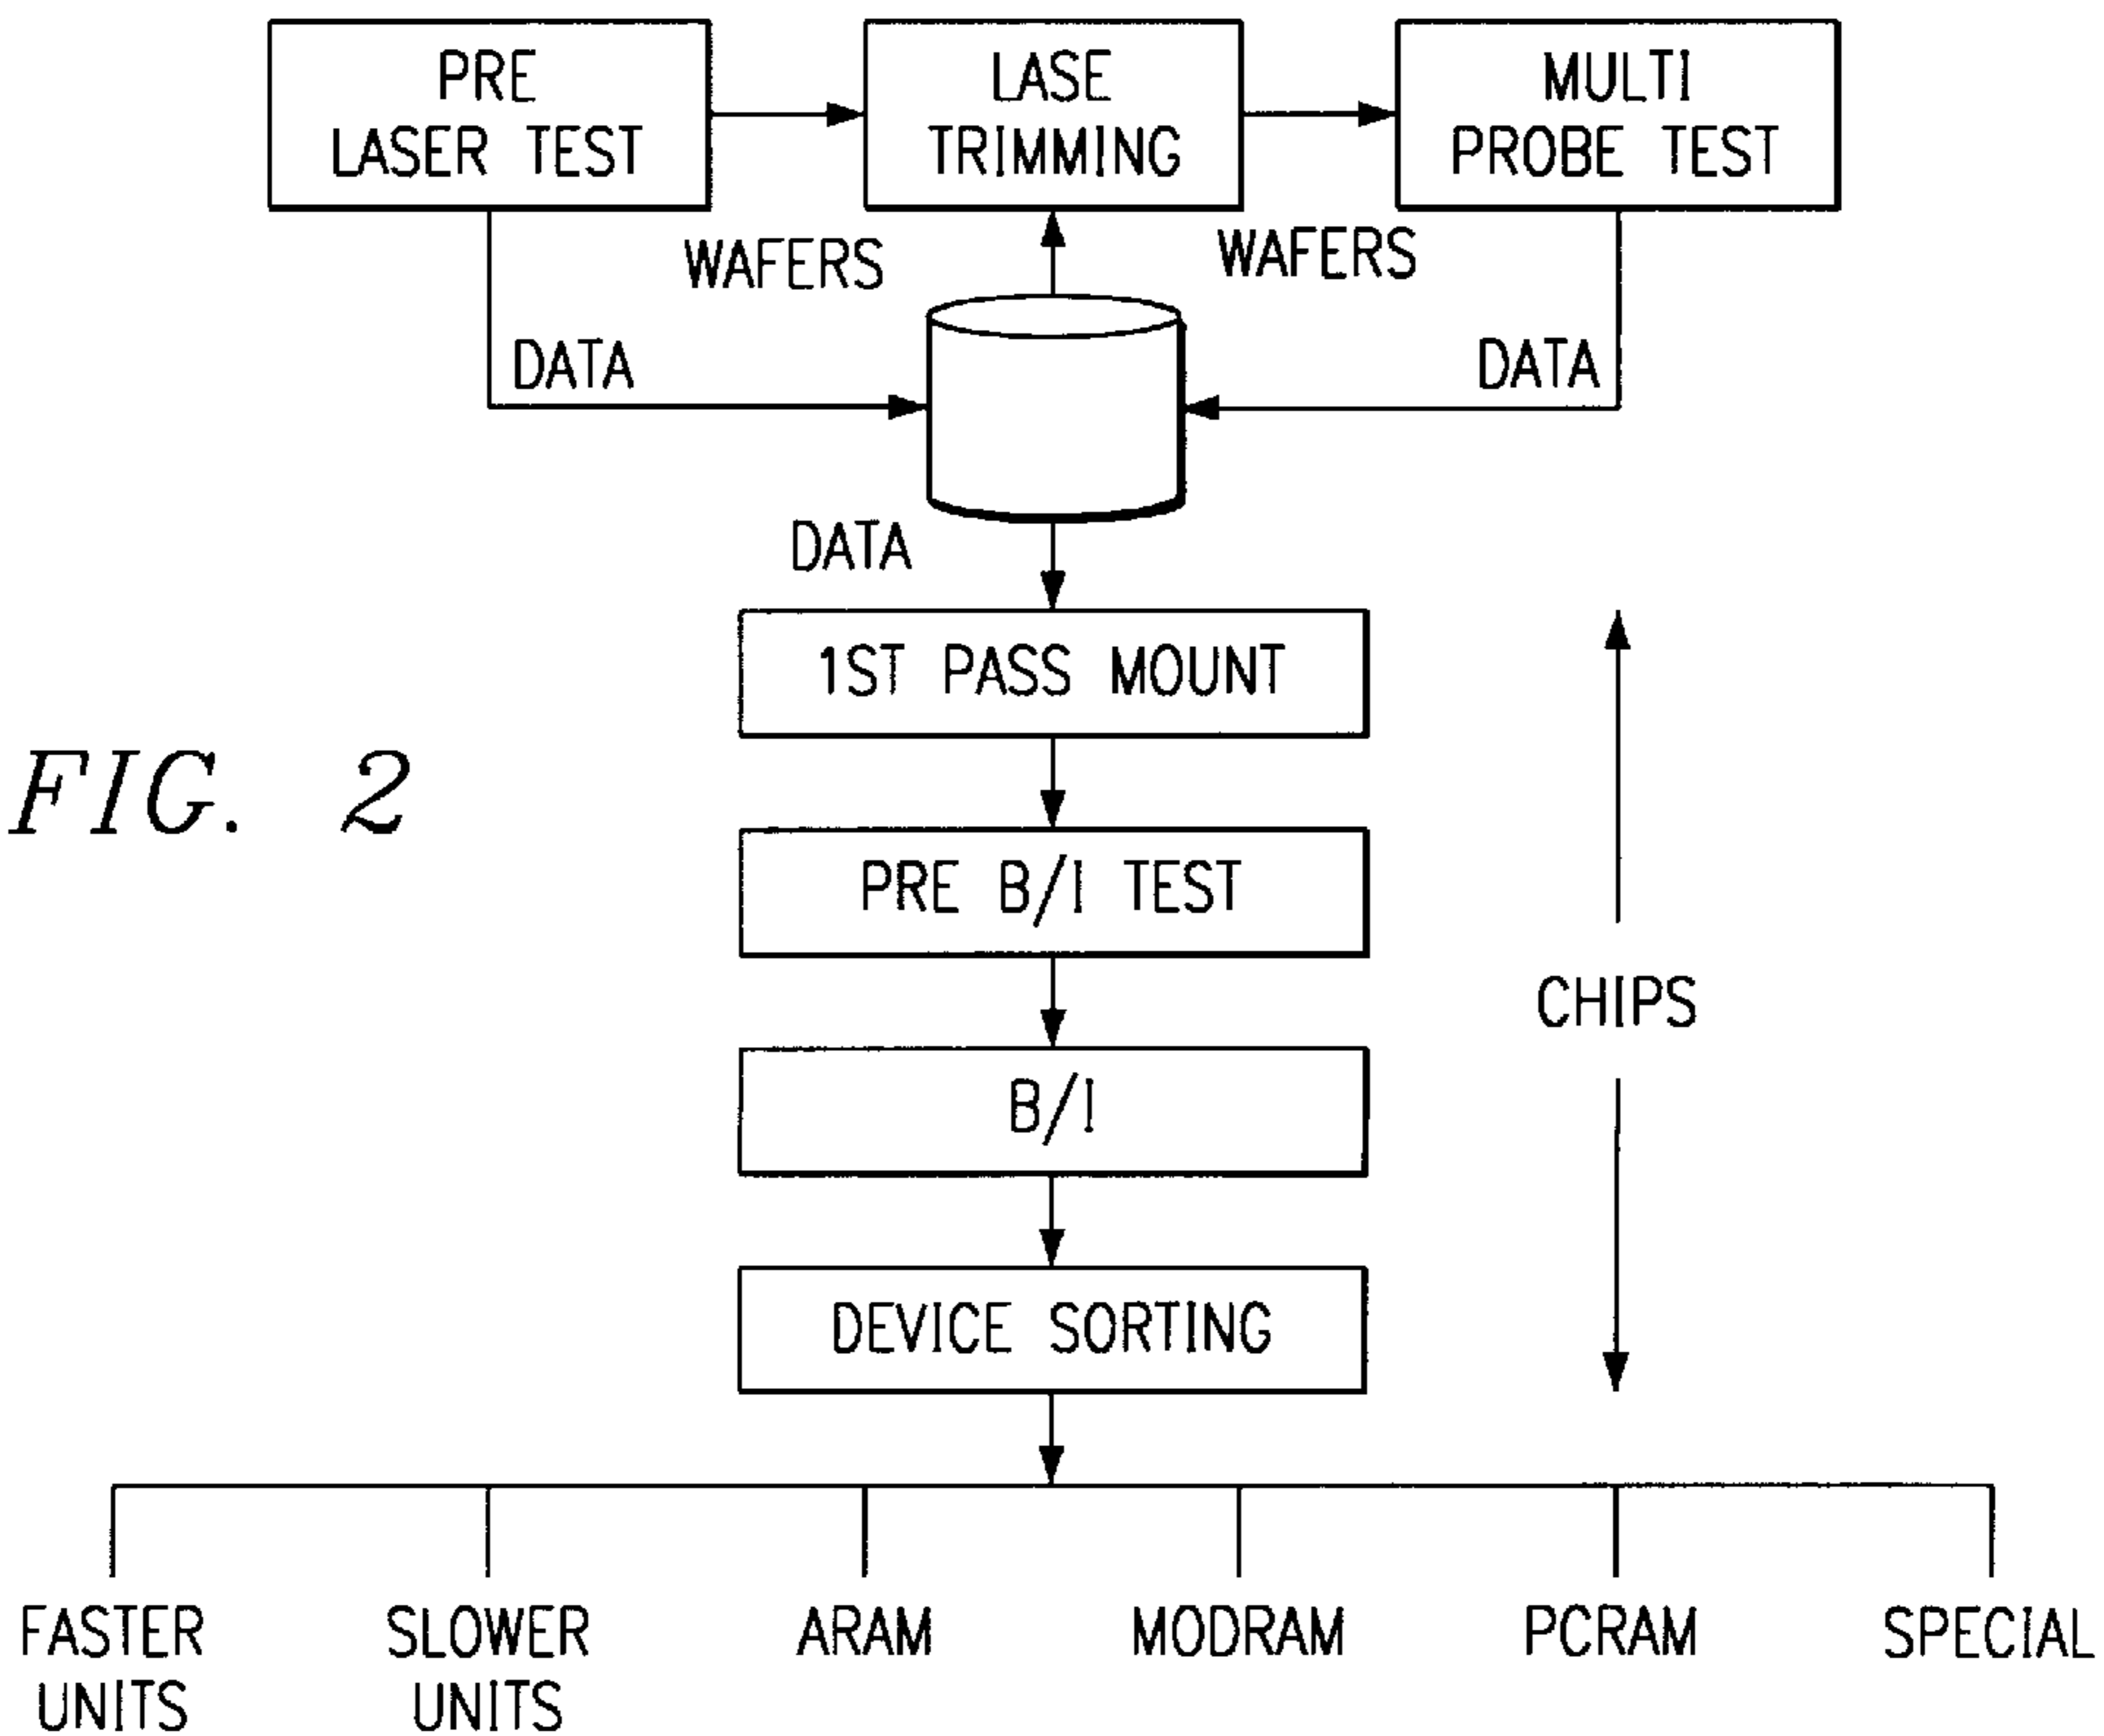 PRE
LASER TEST
LASE
TRIMMING
MULTI
PROBE TEST
WAFERS
WAFERS
DATA
DATA
DATA
1ST PASS MOUNT
FIG. 2
PRE B/I TEST
CHIPS
B/I
DEVICE SORTING
FASTER
UNITS
SLOWER
UNITS
ARAM
MODRAM
PCRAM
SPECIAL